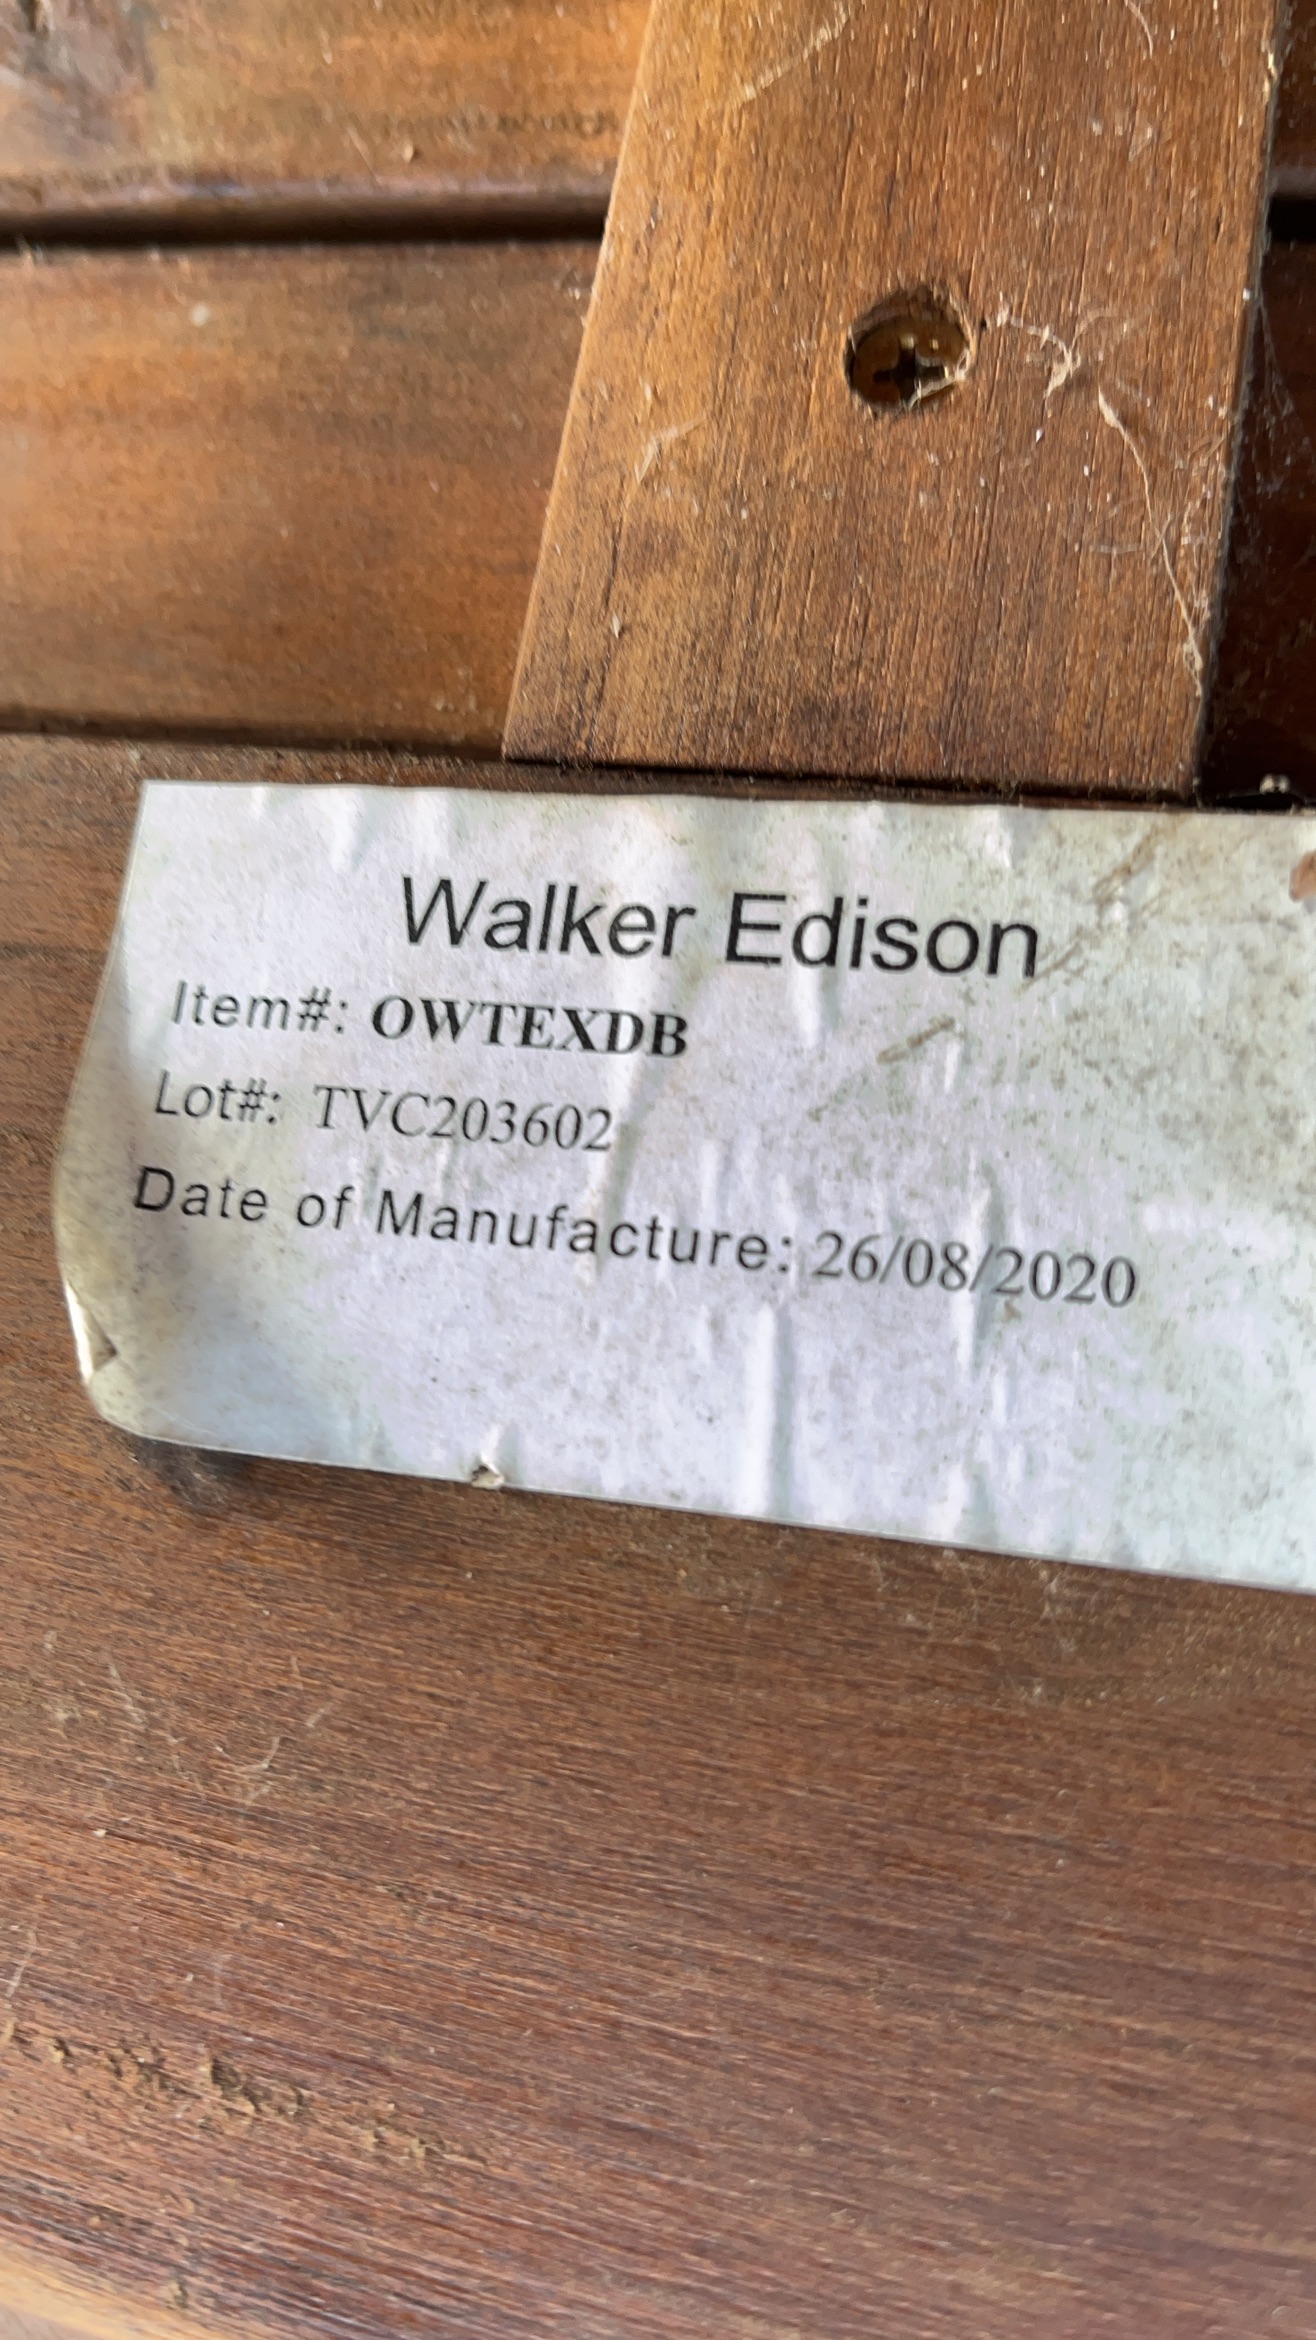 Walker Edison
Item#: OWTEXDB
Lot#: TVC203602
Date of Manufacture: 26/08/2020